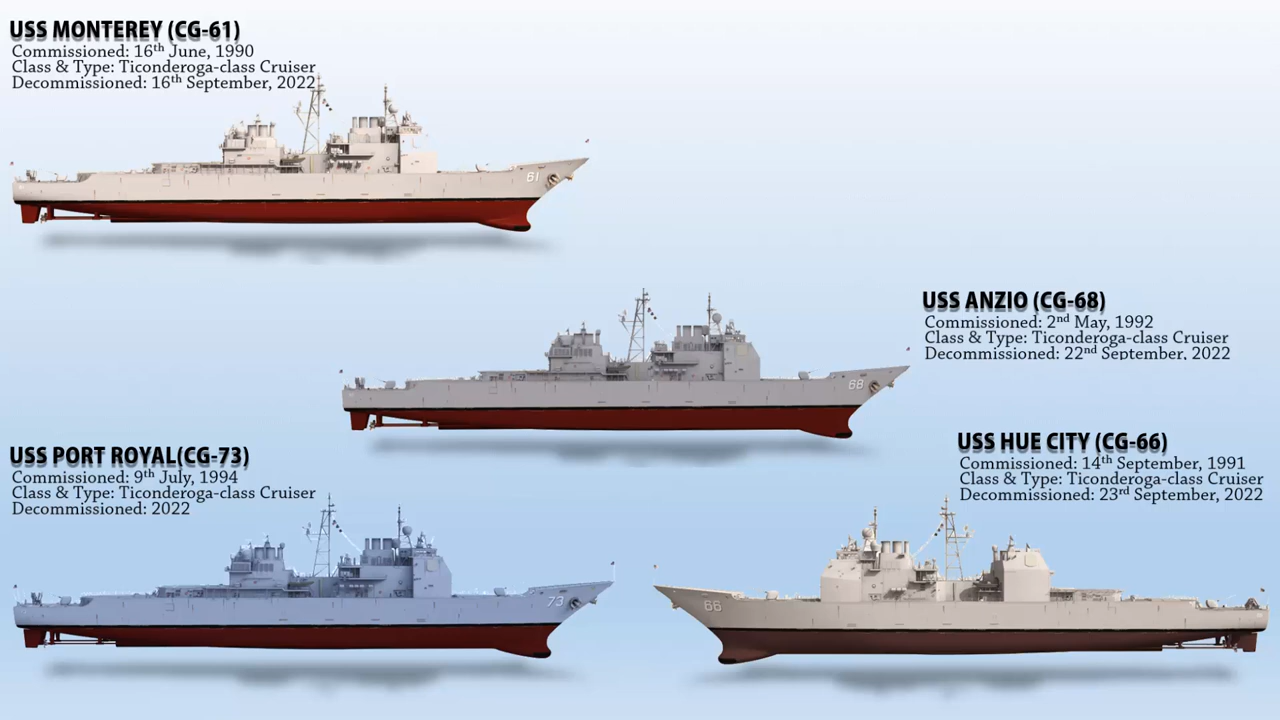 USS MONTEREY (CG-61)
Commissioned: 16th June, 1990
Class & Type: Ticonderoga-class Cruiser
Decommissioned: 16th September, 2022
61
USS ANZIO (CG-68)
Commissioned: 2nd May, 1992
Class & Type: Ticonderoga-class Cruiser
Decommissioned: 22nd September, 2022
68
USS PORT ROYAL(CG-73)
Commissioned: 9th July, 1994
Class & Type: Ticonderoga-class Cruiser
Decommissioned: 2022
73
USS HUE CITY (CG-66)
Commissioned: 14th September, 1991
Class & Type: Ticonderoga-class Cruiser
Decommissioned: 23rd September, 2022
66